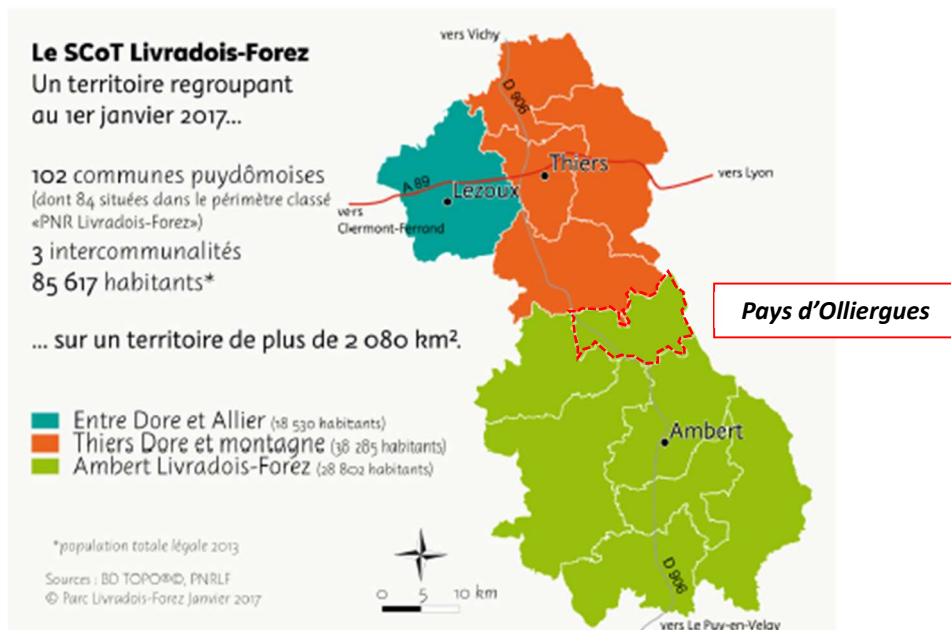 Le SCoT Livradois-Forez
Un territoire regroupant
au 1er janvier 2017...
102 communes puydômoises
(dont 84 situées dans le périmètre classé
«PNR Livradois-Forez»)
3 intercommunalités
85 617 habitants*
... sur un territoire de plus de 2 080 km².
Entre Dore et Allier (18 530 habitants)
Thiers Dore et montagne (38 285 habitants)
Ambert Livradois-Forez (28 802 habitants)
*population totale légale 2013
Sources : BD TOPO®©, PNRLF
© Parc Livradois-Forez Janvier 2017
0 5 10 km
vers Vichy
D 906
Thiers
A 89
Lezoux
vers Lyon
vers
Clermont-Ferrand
Pays d'Olliergues
Ambert
D 906
vers Le Puy-en-Velay